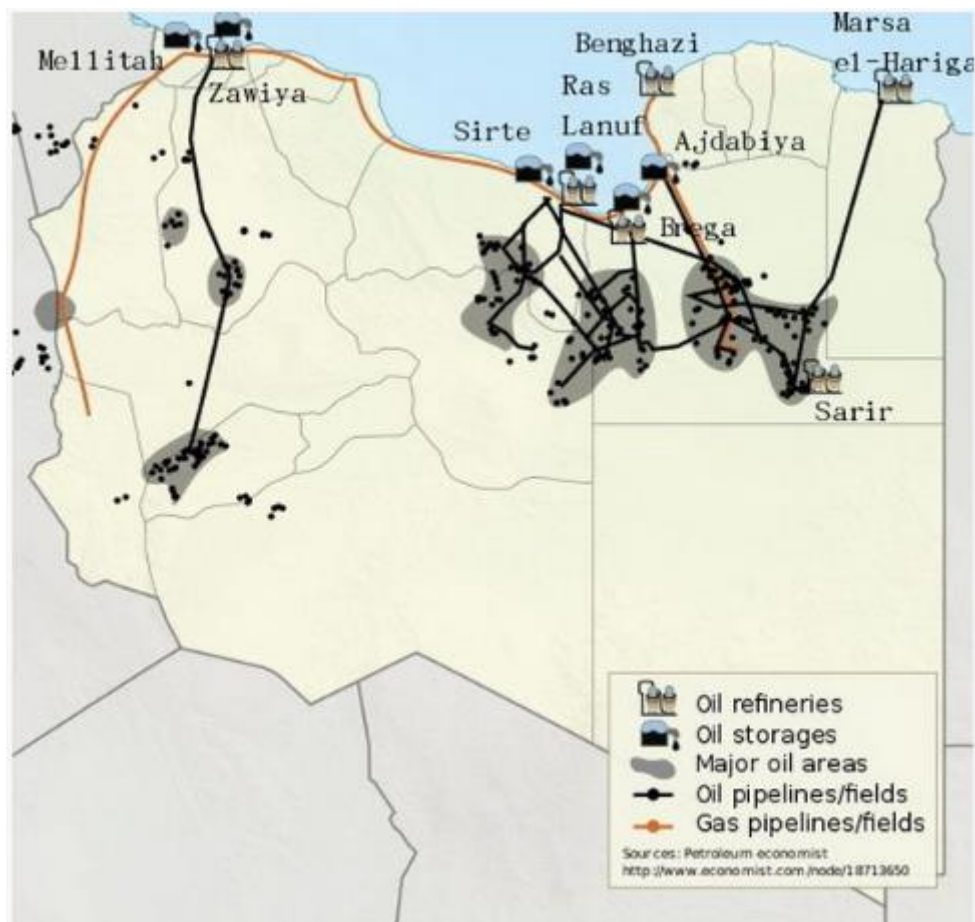 Mellitah
Zawiya
Sirte
Benghazi
Ras
Lanuf
Ajdabiya
Brega
Marsa
el-Hariga
Sarir
Oil refineries
Oil storages
Major oil areas
Oil pipelines/fields
Gas pipelines/fields
Sources: Petroleum economist
http://www.economist.com/node/18713650